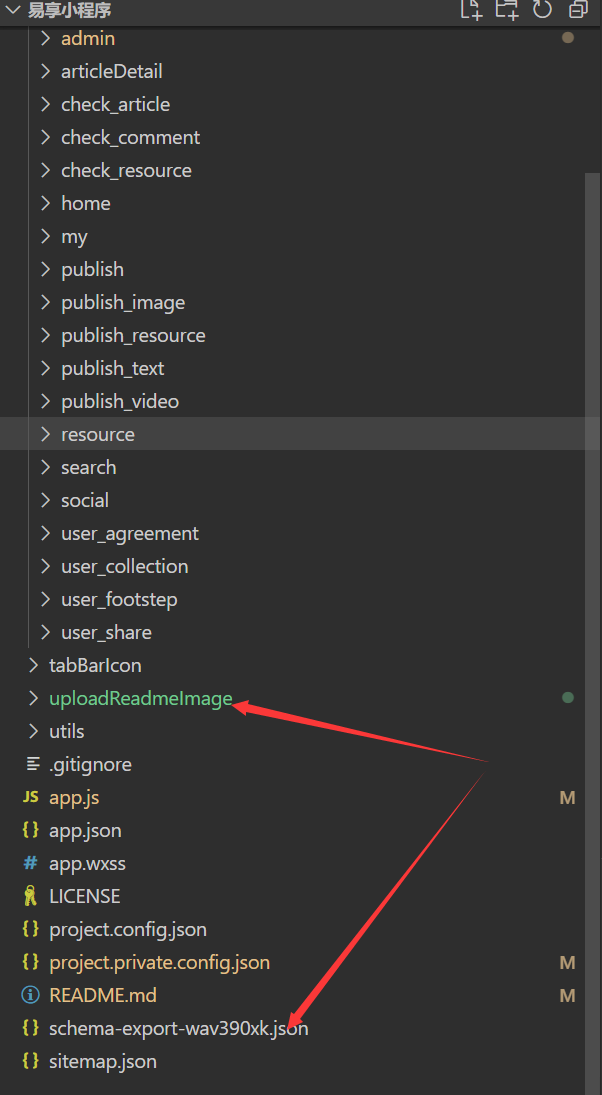 易享小程序
admin
articleDetail
check_article
check_comment
check_resource
home
my
publish
publish_image
publish_resource
publish_text
publish_video
resource
search
social
user_agreement
user_collection
user_footstep
user_share
tabBarIcon
uploadReadmeImage
utils
.gitignore
JS app.js M
{} app.json
# app.wxss
LICENSE
{} project.config.json
{} project.private.config.json M
README.md M
{} schema-export-wav390xk.json
{} sitemap.json